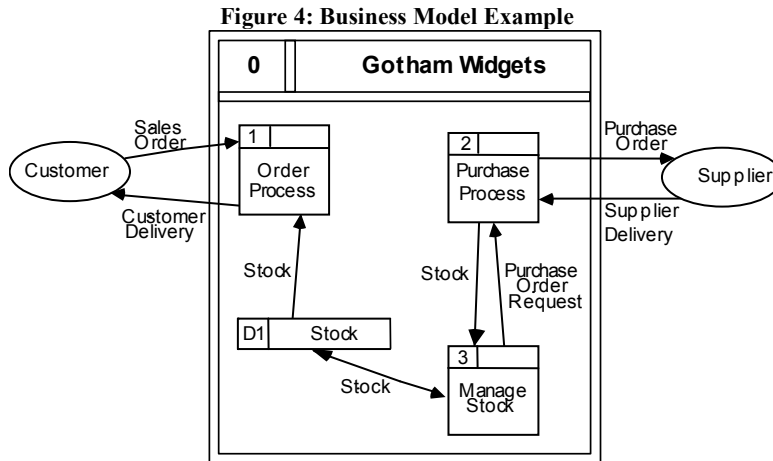 Figure 4: Business Model Example
0
Gotham Widgets
Sales
Order
1
Order
Process
Customer
Customer
Delivery
2
Purchase
Process
Purchase
Order
Supplier
Supplier
Delivery
Stock
Stock
Purchase
Order
Request
D1
Stock
Stock
3
Manage
Stock